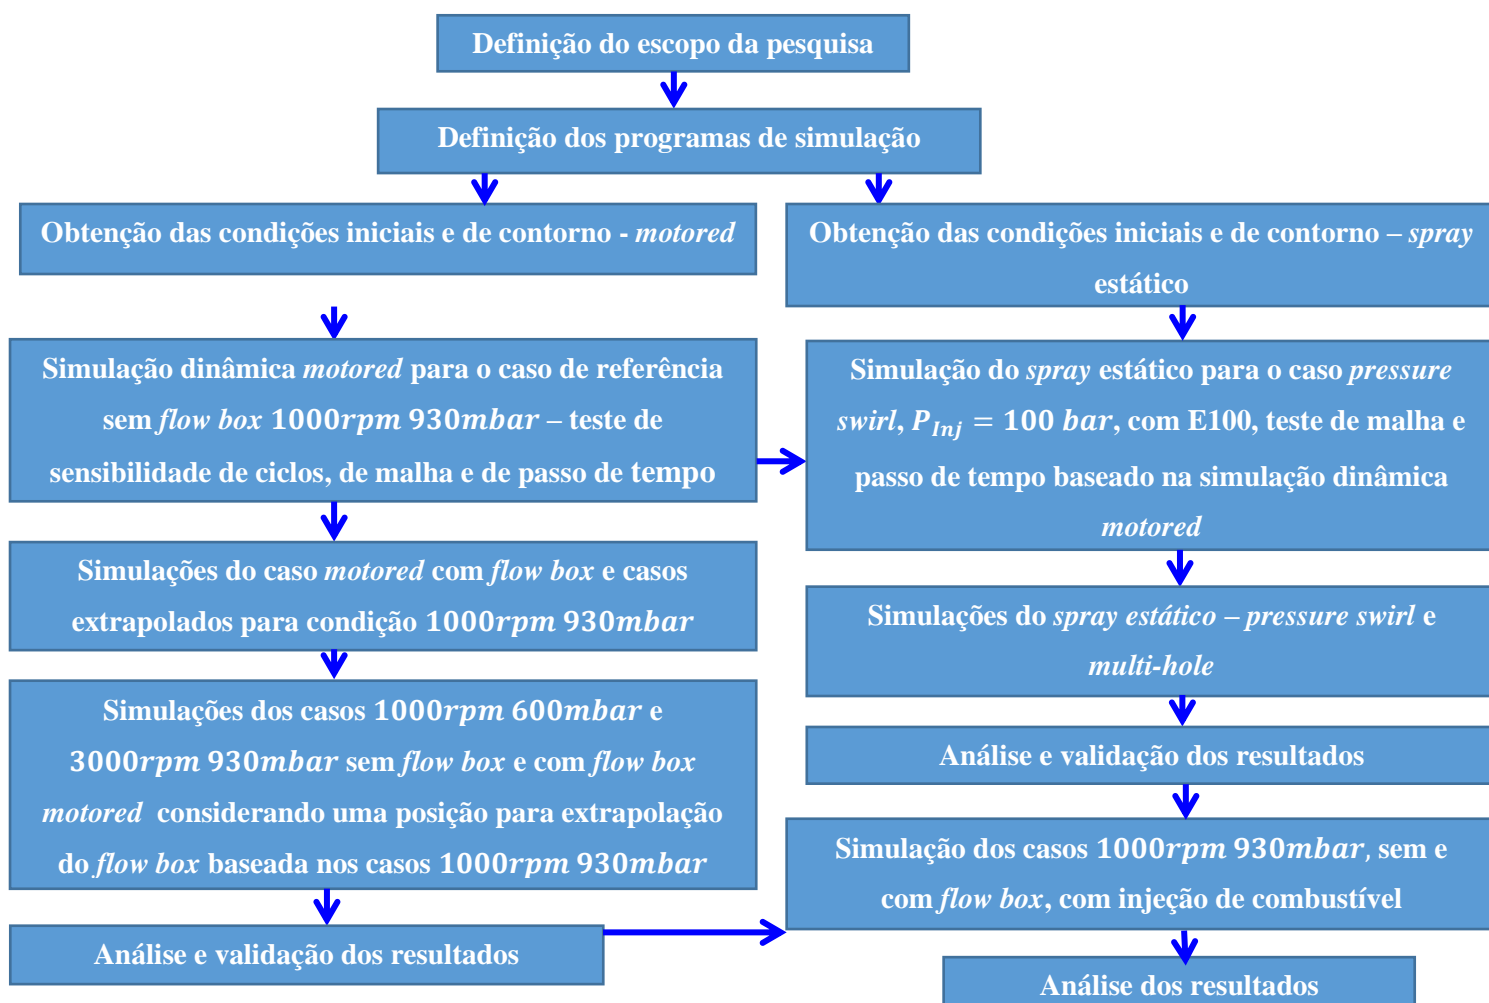 Definição do escopo da pesquisa
Definição dos programas de simulação
Obtenção das condições iniciais e de contorno - motored
Obtenção das condições iniciais e de contorno – spray
estático
Simulação dinâmica motored para o caso de referência
sem flow box 1000rpm 930mbar – teste de
sensibilidade de ciclos, de malha e de passo de tempo
Simulação do spray estático para o caso pressure
swirl, P_Inj = 100 bar, com E100, teste de malha e
passo de tempo baseado na simulação dinâmica
motored
Simulações do caso motored com flow box e casos
extrapolados para condição 1000rpm 930mbar
Simulações do spray estático – pressure swirl e
multi-hole
Simulações dos casos 1000rpm 600mbar e
3000rpm 930mbar sem flow box e com flow box
motored considerando uma posição para extrapolação
do flow box baseada nos casos 1000rpm 930mbar
Análise e validação dos resultados
Simulação dos casos 1000rpm 930mbar, sem e
com flow box, com injeção de combustível
Análise e validação dos resultados
Análise dos resultados